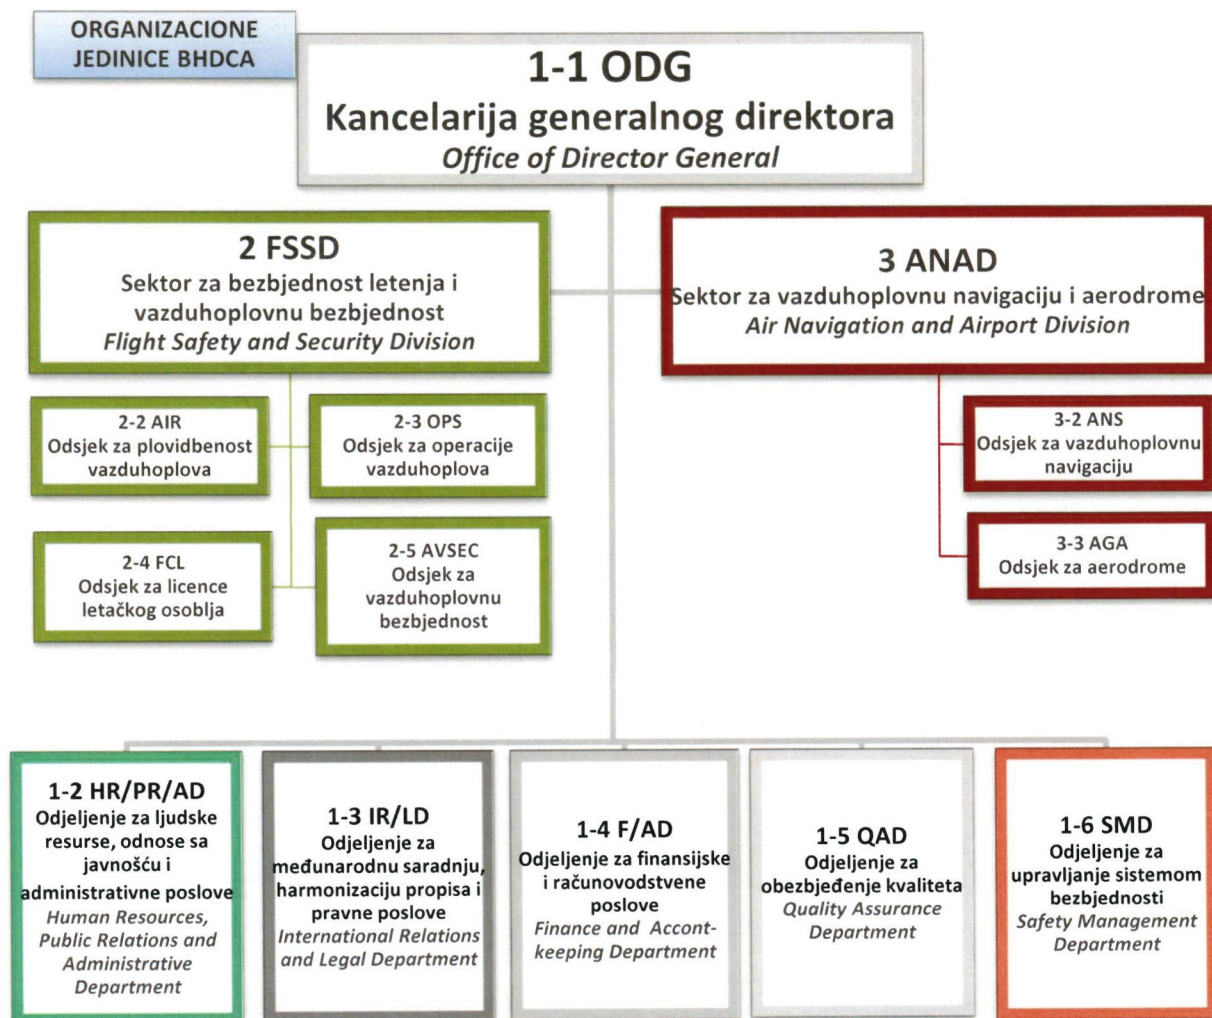 ORGANIZACIONE
JEDINICE BHDCA
1-1 ODG
Kancelarija generalnog direktora
Office of Director General
2 FSSD
Sektor za bezbjednost letenja i
vazduhoplovnu bezbjednost
Flight Safety and Security Division
3 ANAD
Sektor za vazduhoplovnu navigaciju i aerodrome
Air Navigation and Airport Division
2-2 AIR
Odsjek za plovidbenost
vazduhoplova
2-3 OPS
Odsjek za operacije
vazduhoplova
3-2 ANS
Odsjek za vazduhoplovnu
navigaciju
2-4 FCL
Odsjek za licence
letačkog osoblja
2-5 AVSEC
Odsjek za
vazduhoplovnu
bezbjednost
3-3 AGA
Odsjek za aerodrome
1-2 HR/PR/AD
Odjeljenje za ljudske
resurse, odnose sa
javnošću i
administrativne poslove
Human Resources,
Public Relations and
Administrative
Department
1-3 IR/LD
Odjeljenje za
međunarodnu saradnju,
harmonizaciju propisa i
pravne poslove
International Relations
and Legal Department
1-4 F/AD
Odjeljenje za finansijske
i računovodstvene
poslove
Finance and Accont-
keeping Department
1-5 QAD
Odjeljenje za
obezbjeđenje kvaliteta
Quality Assurance
Department
1-6 SMD
Odjeljenje za
upravljanje sistemom
bezbjednosti
Safety Management
Department